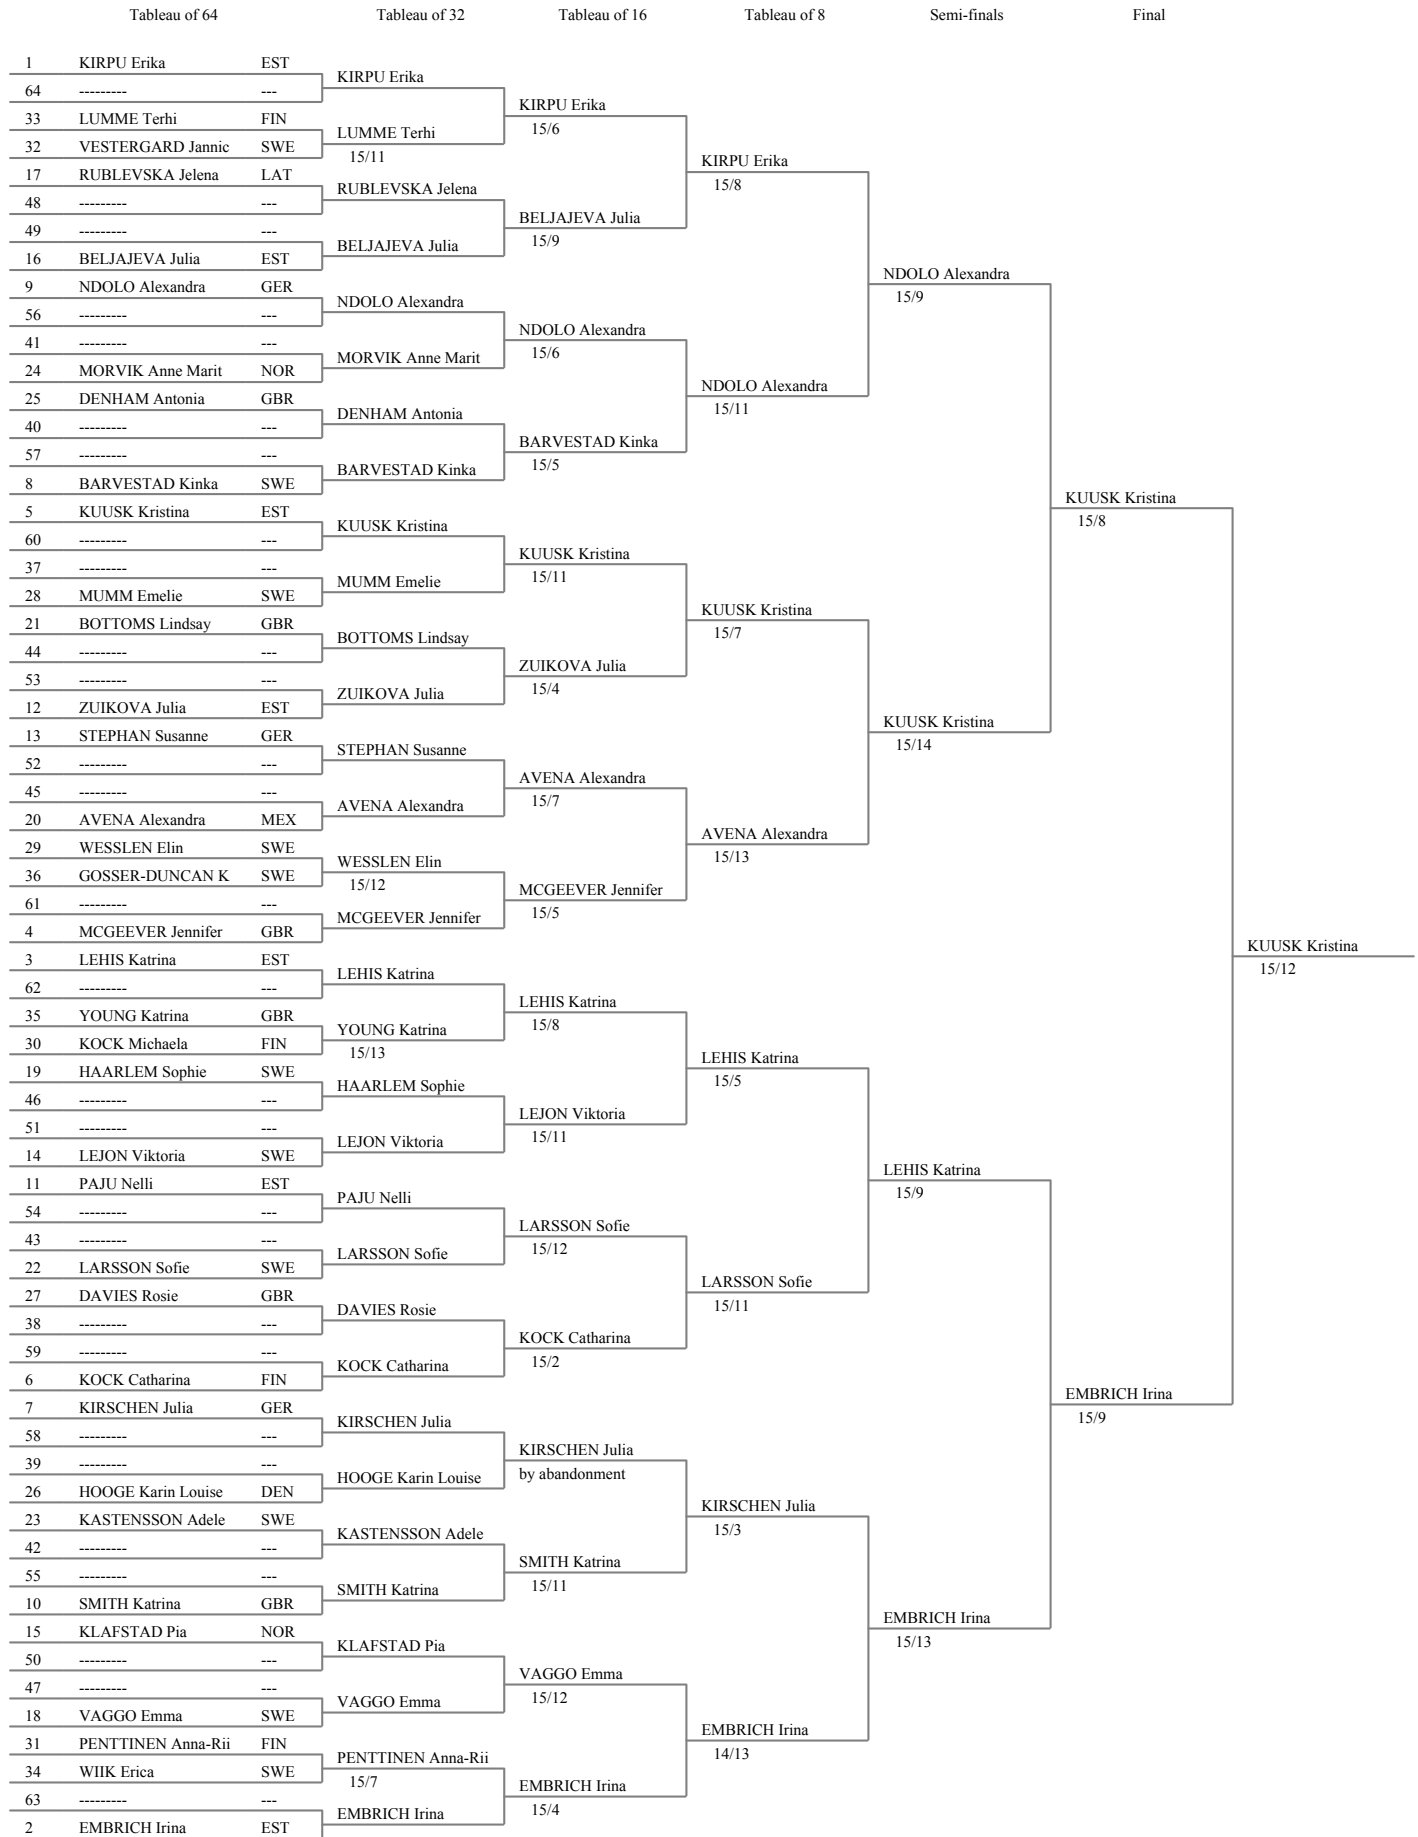 Tableau of 64 Tableau of 32 Tableau of 16 Tableau of 8 Semi-finals Final
1 KIRPU Erika EST
KIRPU Erika
64 --------- ---
KIRPU Erika
33 LUMME Terhi FIN
15/6
LUMME Terhi
32 VESTERGARD Jannic SWE
15/11
KIRPU Erika
17 RUBLEVSKA Jelena LAT
15/8
RUBLEVSKA Jelena
48 --------- ---
BELJAJEVA Julia
49 --------- ---
15/9
BELJAJEVA Julia
16 BELJAJEVA Julia EST
NDOLO Alexandra
9 NDOLO Alexandra GER
15/9
NDOLO Alexandra
56 --------- ---
NDOLO Alexandra
41 --------- ---
15/6
MORVIK Anne Marit
24 MORVIK Anne Marit NOR
NDOLO Alexandra
25 DENHAM Antonia GBR
15/11
DENHAM Antonia
40 --------- ---
BARVESTAD Kinka
57 --------- ---
15/5
BARVESTAD Kinka
8 BARVESTAD Kinka SWE
KUUSK Kristina
5 KUUSK Kristina EST
15/8
KUUSK Kristina
60 --------- ---
KUUSK Kristina
37 --------- ---
15/11
MUMM Emelie
28 MUMM Emelie SWE
KUUSK Kristina
21 BOTTOMS Lindsay GBR
15/7
BOTTOMS Lindsay
44 --------- ---
ZUIKOVA Julia
53 --------- ---
15/4
ZUIKOVA Julia
12 ZUIKOVA Julia EST
KUUSK Kristina
13 STEPHAN Susanne GER
15/14
STEPHAN Susanne
52 --------- ---
AVENA Alexandra
45 --------- ---
15/7
AVENA Alexandra
20 AVENA Alexandra MEX
AVENA Alexandra
29 WESSLEN Elin SWE
15/13
WESSLEN Elin
36 GOSSER-DUNCAN K SWE
15/12
MCGEEVER Jennifer
61 --------- ---
15/5
MCGEEVER Jennifer
4 MCGEEVER Jennifer GBR
KUUSK Kristina
3 LEHIS Katrina EST
15/12
LEHIS Katrina
62 --------- ---
LEHIS Katrina
35 YOUNG Katrina GBR
15/8
YOUNG Katrina
30 KOCK Michaela FIN
15/13
LEHIS Katrina
19 HAARLEM Sophie SWE
15/5
HAARLEM Sophie
46 --------- ---
LEJON Viktoria
51 --------- ---
15/11
LEJON Viktoria
14 LEJON Viktoria SWE
LEHIS Katrina
11 PAJU Nelli EST
15/9
PAJU Nelli
54 --------- ---
LARSSON Sofie
43 --------- ---
15/12
LARSSON Sofie
22 LARSSON Sofie SWE
LARSSON Sofie
27 DAVIES Rosie GBR
15/11
DAVIES Rosie
38 --------- ---
KOCK Catharina
59 --------- ---
15/2
KOCK Catharina
6 KOCK Catharina FIN
EMBRICH Irina
7 KIRSCHEN Julia GER
15/9
KIRSCHEN Julia
58 --------- ---
KIRSCHEN Julia
39 --------- ---
by abandonment
HOOGE Karin Louise
26 HOOGE Karin Louise DEN
KIRSCHEN Julia
23 KASTENSSON Adele SWE
15/3
KASTENSSON Adele
42 --------- ---
SMITH Katrina
55 --------- ---
15/11
SMITH Katrina
10 SMITH Katrina GBR
EMBRICH Irina
15 KLAFSTAD Pia NOR
15/13
KLAFSTAD Pia
50 --------- ---
VAGGO Emma
47 --------- ---
15/12
VAGGO Emma
18 VAGGO Emma SWE
EMBRICH Irina
31 PENTTINEN Anna-Rii FIN
14/13
PENTTINEN Anna-Rii
34 WIIK Erica SWE
15/7
EMBRICH Irina
63 --------- ---
15/4
EMBRICH Irina
2 EMBRICH Irina EST